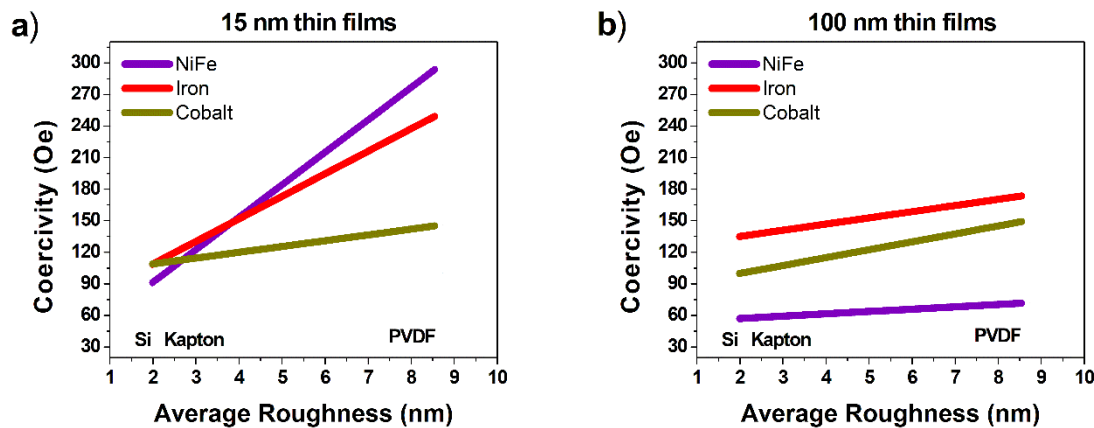 a)
15 nm thin films
NiFe
Iron
Cobalt
300
270
240
210
180
150
120
90
60
30
Coercivity (Oe)
Si Kapton PVDF
1 2 3 4 5 6 7 8 9 10
Average Roughness (nm)
b)
100 nm thin films
NiFe
Iron
Cobalt
300
270
240
210
180
150
120
90
60
30
Coercivity (Oe)
Si Kapton PVDF
1 2 3 4 5 6 7 8 9 10
Average Roughness (nm)